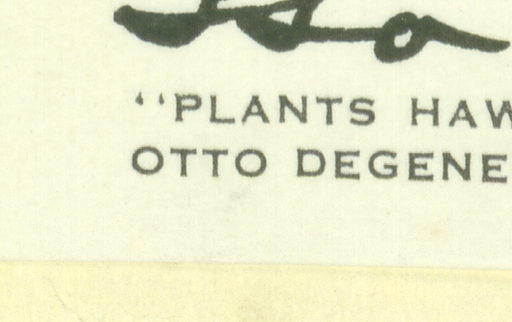 “PLANTS HAW
OTTO DEGENE